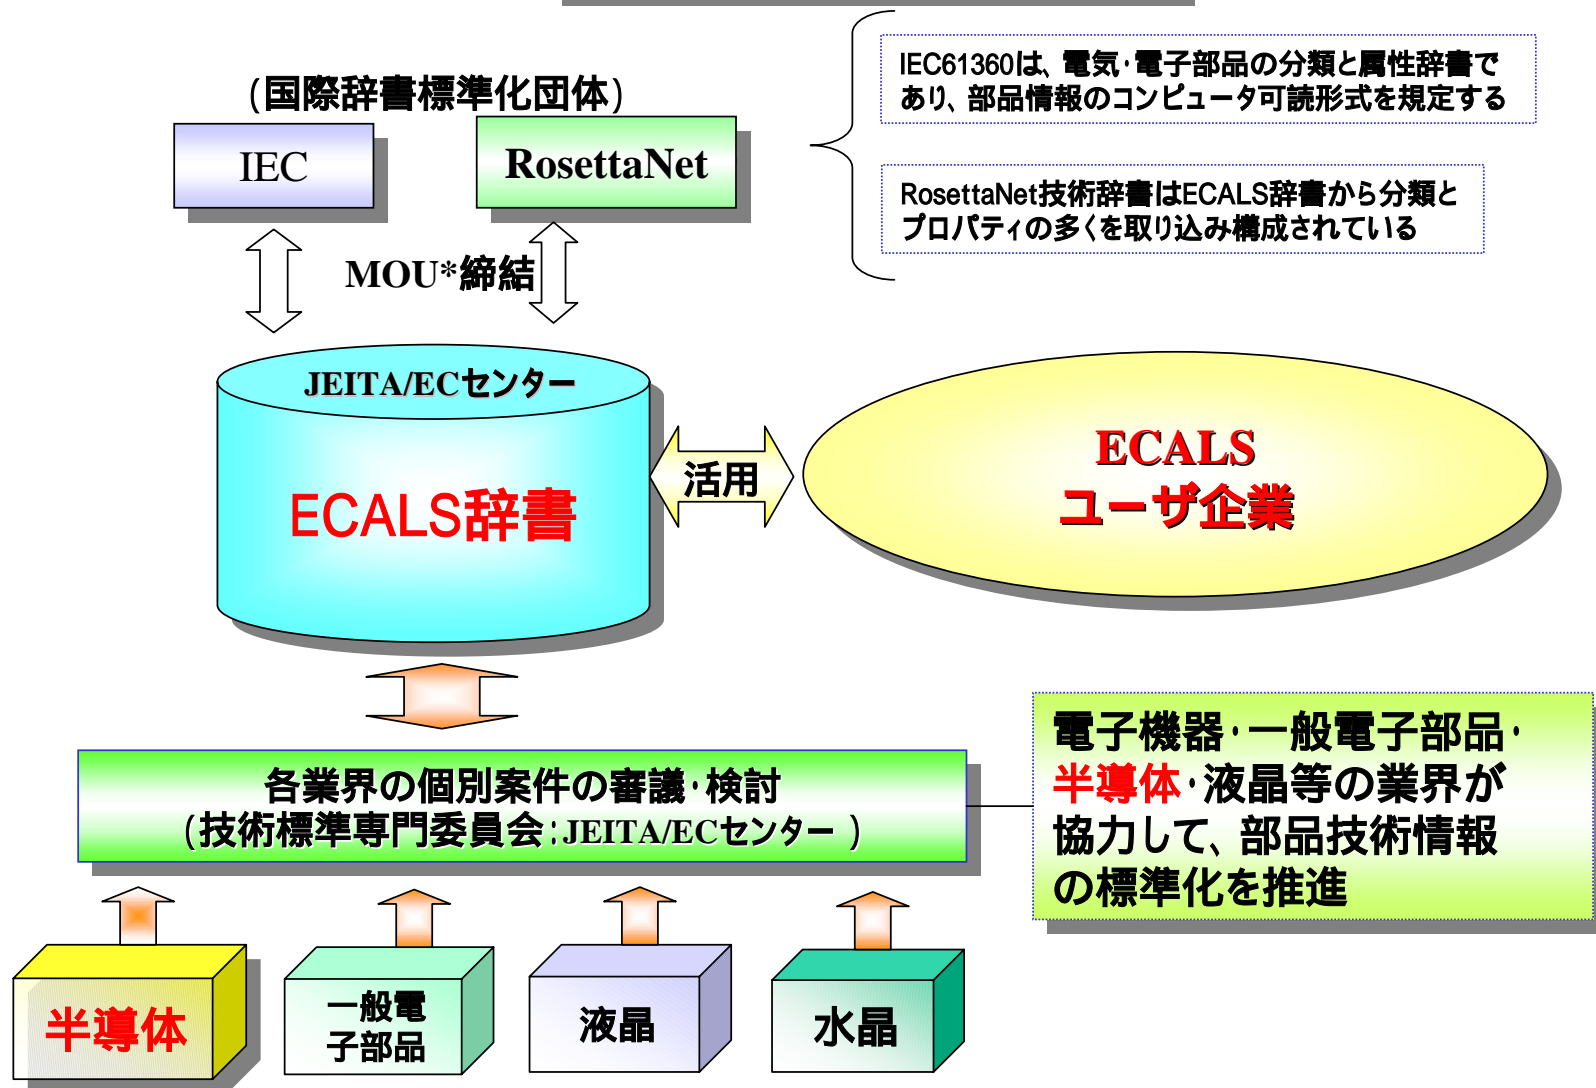 (国際辞書標準化団体)
IEC
RosettaNet
IEC61360は、電気・電子部品の分類と属性辞書で
あり、部品情報のコンピュータ可読形式を規定する
RosettaNet技術辞書はECALS辞書から分類と
プロパティの多くを取り込み構成されている
MOU*締結
JEITA/ECセンター
ECALS辞書
活用
ECALS
ユーザ企業
各業界の個別案件の審議・検討
(技術標準専門委員会:JEITA/ECセンター )
電子機器・一般電子部品・
半導体・液晶等の業界が
協力して、部品技術情報
の標準化を推進
半導体
一般電
子部品
液晶
水晶